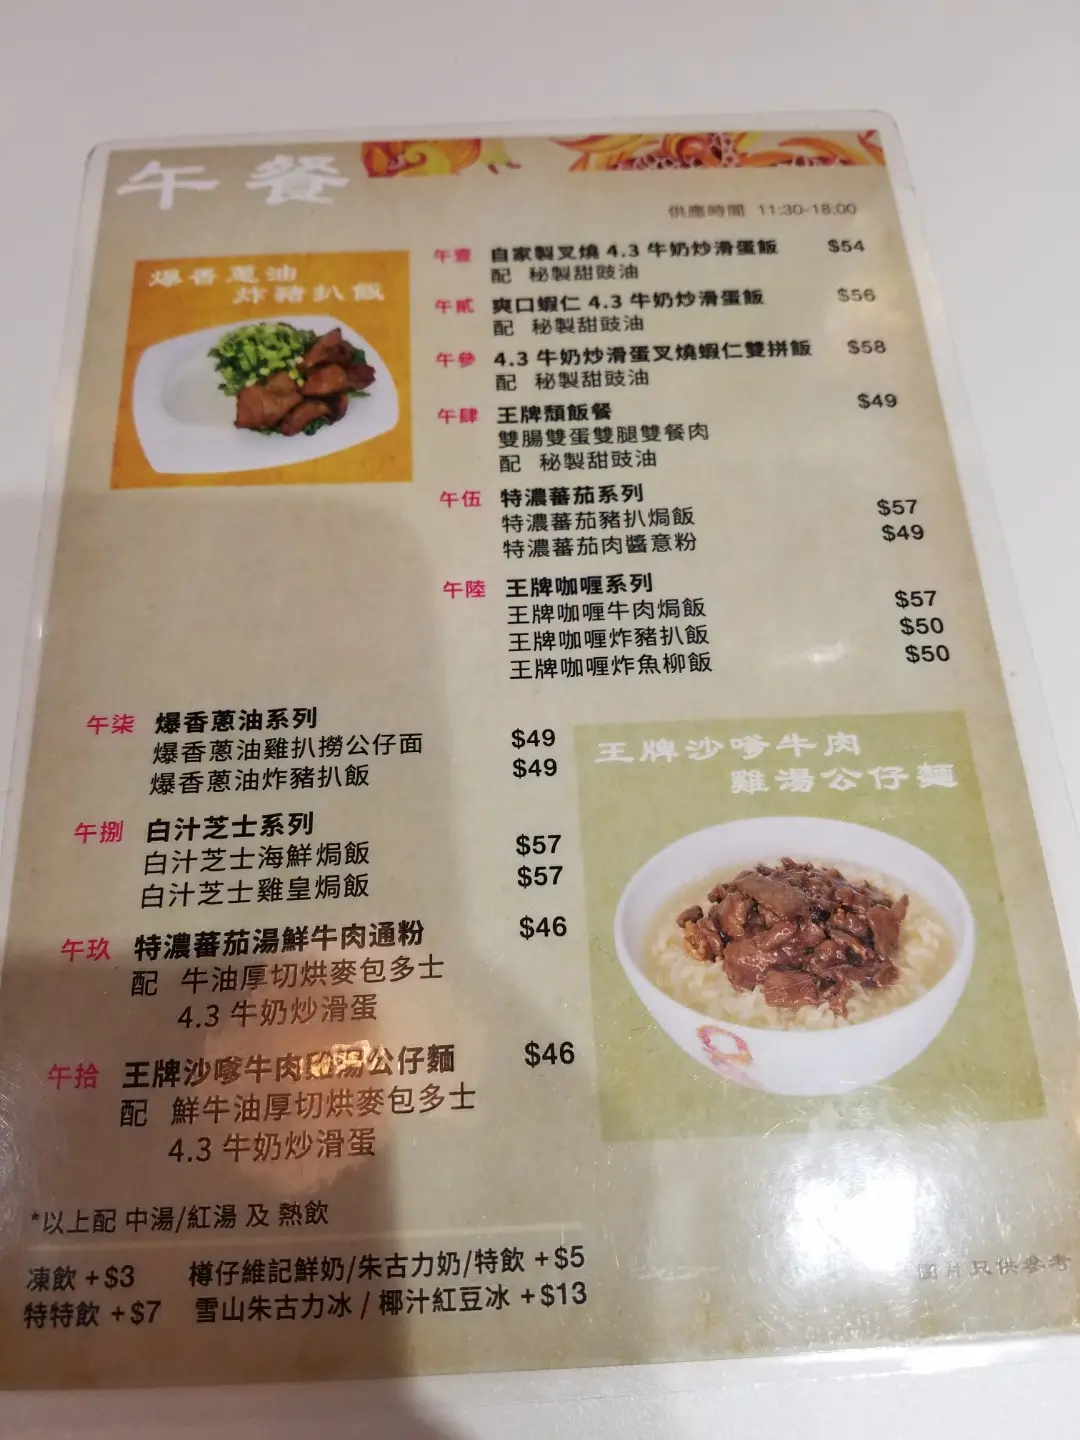 午餐
供應時間 11:30-18:00
爆香蔥油
炸豬扒飯
午壹 自家製叉燒 4.3 牛奶炒滑蛋飯 $54
配 秘製甜豉油
午貳 爽口蝦仁 4.3 牛奶炒滑蛋飯 $56
配 秘製甜豉油
午參 4.3 牛奶炒滑蛋叉燒蝦仁雙拼飯 $58
配 秘製甜豉油
午肆 王牌頹飯餐 $49
雙腸雙蛋雙腿雙餐肉
配 秘製甜豉油
午伍 特濃蕃茄系列
特濃蕃茄豬扒焗飯 $57
特濃蕃茄肉醬意粉 $49
午陸 王牌咖喱系列
王牌咖喱牛肉焗飯 $57
王牌咖喱炸豬扒飯 $50
王牌咖喱炸魚柳飯 $50
午柒 爆香蔥油系列
爆香蔥油雞扒撈公仔面 $49
爆香蔥油炸豬扒飯 $49
午捌 白汁芝士系列
白汁芝士海鮮焗飯 $57
白汁芝士雞皇焗飯 $57
午玖 特濃蕃茄湯鮮牛肉通粉 $46
配 牛油厚切烘麥包多士
4.3 牛奶炒滑蛋
午拾 王牌沙嗲牛肉雞湯公仔麵 $46
配 鮮牛油厚切烘麥包多士
4.3 牛奶炒滑蛋
王牌沙嗲牛肉
雞湯公仔麵
*以上配 中湯/紅湯 及 熱飲
凍飲 +$3 樽仔維記鮮奶/朱古力奶/特飲 +$5
特特飲 +$7 雪山朱古力冰 / 椰汁紅豆冰 +$13
圖片只供參考